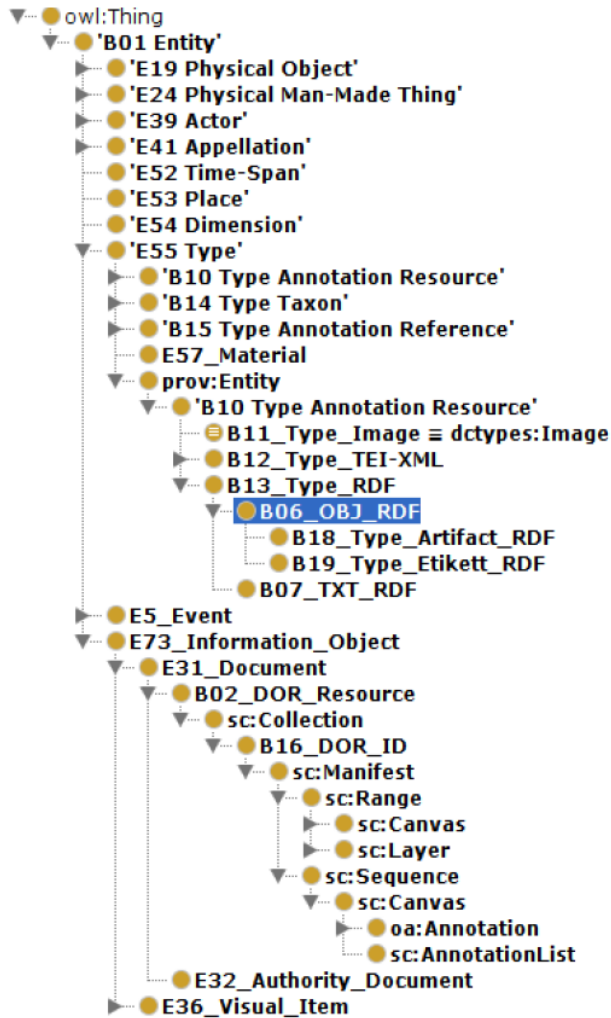 owl:Thing
'B01 Entity'
'E19 Physical Object'
'E24 Physical Man-Made Thing'
'E39 Actor'
'E41 Appellation'
'E52 Time-Span'
'E53 Place'
'E54 Dimension'
'E55 Type'
'B10 Type Annotation Resource'
'B14 Type Taxon'
'B15 Type Annotation Reference'
E57_Material
prov:Entity
'B10 Type Annotation Resource'
B11_Type_Image ≡ dctypes:Image
B12_Type_TEI-XML
B13_Type_RDF
B06_OBJ_RDF
B18_Type_Artifact_RDF
B19_Type_Etikett_RDF
B07_TXT_RDF
E5_Event
E73_Information_Object
E31_Document
B02_DOR_Resource
sc:Collection
B16_DOR_ID
sc:Manifest
sc:Range
sc:Canvas
sc:Layer
sc:Sequence
sc:Canvas
oa:Annotation
sc:AnnotationList
E32_Authority_Document
E36_Visual_Item